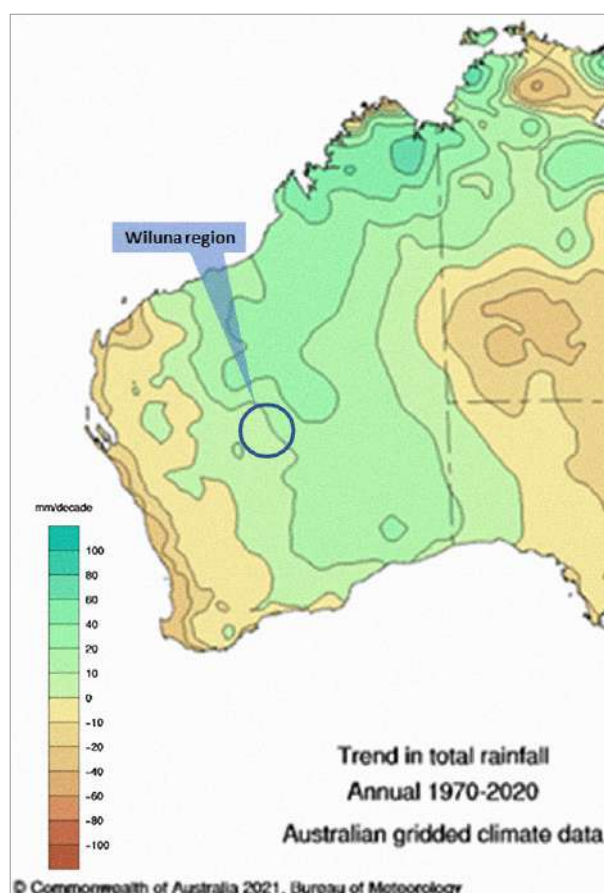 Wiluna region
mm/decade
100
80
60
40
20
10
0
-10
-20
-40
-60
-80
-100
Trend in total rainfall
Annual 1970-2020
Australian gridded climate data
© Commonwealth of Australia 2021, Bureau of Meteorology